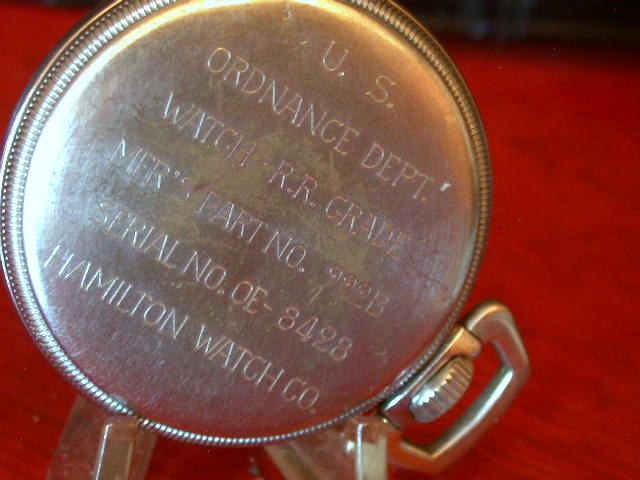 U. S.
ORDNANCE DEPT.
WATCH - R.R. GRADE
MFR'S PART NO. 992B
SERIAL NO. OE-8428
HAMILTON WATCH CO.